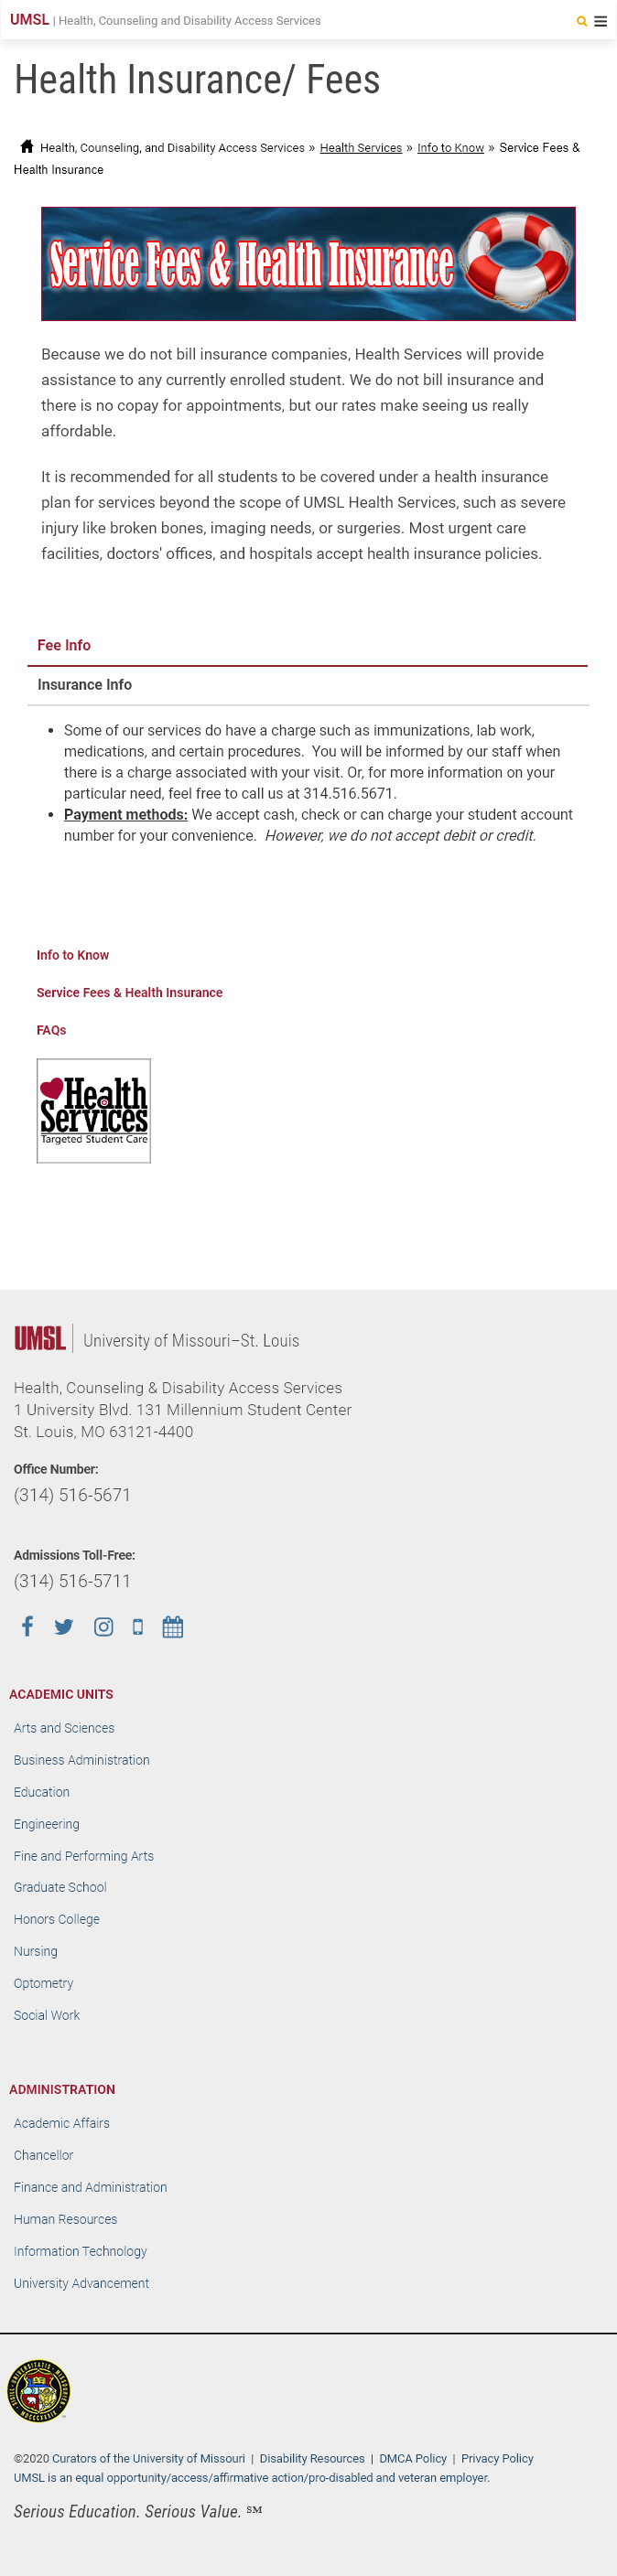 UMSL | Health, Counseling and Disability Access Services
Health Insurance/ Fees
Health, Counseling, and Disability Access Services » Health Services » Info to Know » Service Fees &
Health Insurance
Service Fees & Health Insurance
Because we do not bill insurance companies, Health Services will provide
assistance to any currently enrolled student. We do not bill insurance and
there is no copay for appointments, but our rates make seeing us really
affordable.
It is recommended for all students to be covered under a health insurance
plan for services beyond the scope of UMSL Health Services, such as severe
injury like broken bones, imaging needs, or surgeries. Most urgent care
facilities, doctors' offices, and hospitals accept health insurance policies.
Fee Info
Insurance Info
• Some of our services do have a charge such as immunizations, lab work,
medications, and certain procedures.  You will be informed by our staff when
there is a charge associated with your visit. Or, for more information on your
particular need, feel free to call us at 314.516.5671.
• Payment methods: We accept cash, check or can charge your student account
number for your convenience.  However, we do not accept debit or credit.
Info to Know
Service Fees & Health Insurance
FAQs
Health
Services
Targeted Student Care
UMSL | University of Missouri–St. Louis
Health, Counseling & Disability Access Services
1 University Blvd. 131 Millennium Student Center
St. Louis, MO 63121-4400
Office Number:
(314) 516-5671
Admissions Toll-Free:
(314) 516-5711
ACADEMIC UNITS
Arts and Sciences
Business Administration
Education
Engineering
Fine and Performing Arts
Graduate School
Honors College
Nursing
Optometry
Social Work
ADMINISTRATION
Academic Affairs
Chancellor
Finance and Administration
Human Resources
Information Technology
University Advancement
©2020 Curators of the University of Missouri | Disability Resources | DMCA Policy | Privacy Policy
UMSL is an equal opportunity/access/affirmative action/pro-disabled and veteran employer.
Serious Education. Serious Value. ℠